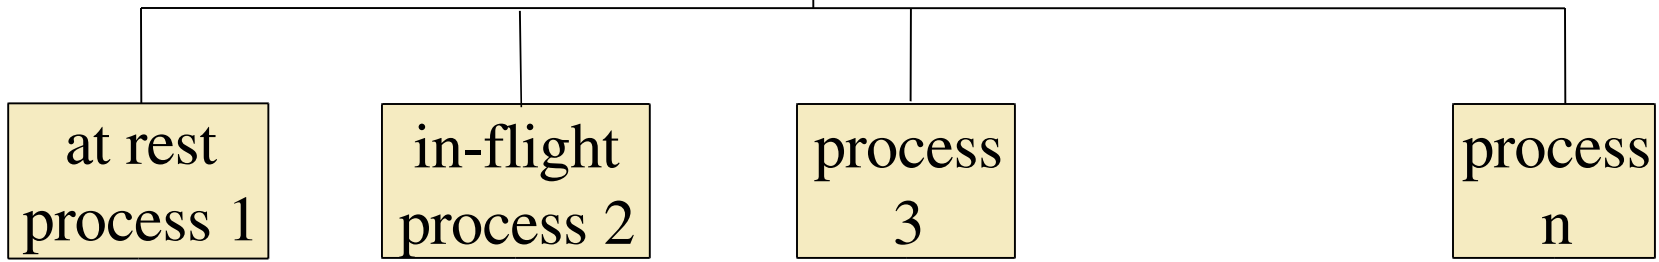 at rest
process 1
in-flight
process 2
process
3
process
n